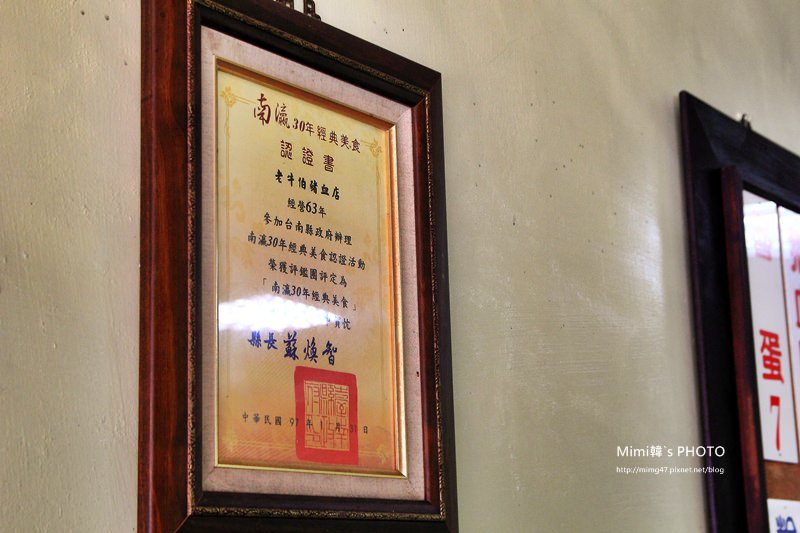 南瀛30年經典美食
認證書
老牛伯豬血店
經營63年
參加台南縣政府辦理
南瀛30年經典美食認證活動
榮獲評鑑團評定為
「南瀛30年經典美食」
縣長 蘇煥智
中華民國 97 年 月 31 日
蛋 7
Mimi韓`s PHOTO
http://mimg47.pixnet.net/blog